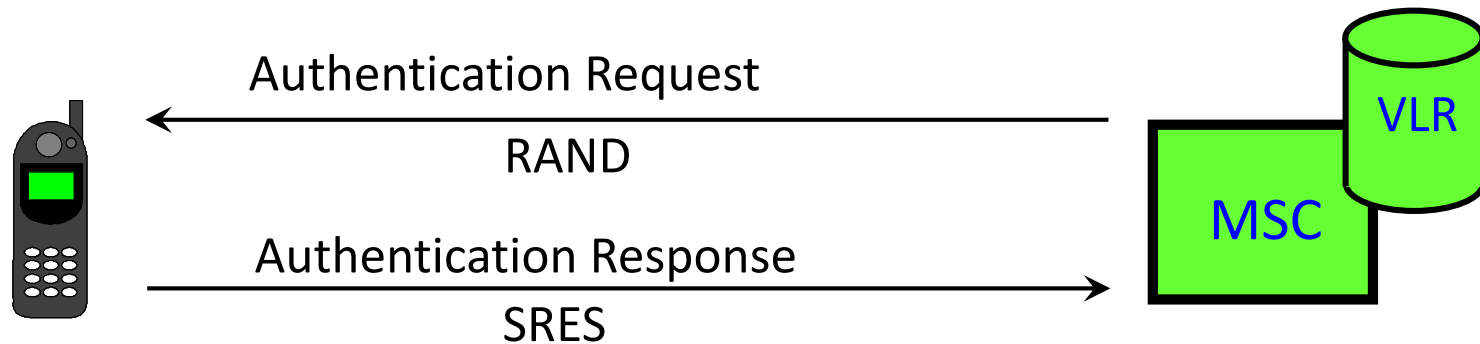 Authentication Request
RAND
VLR
MSC
Authentication Response
SRES